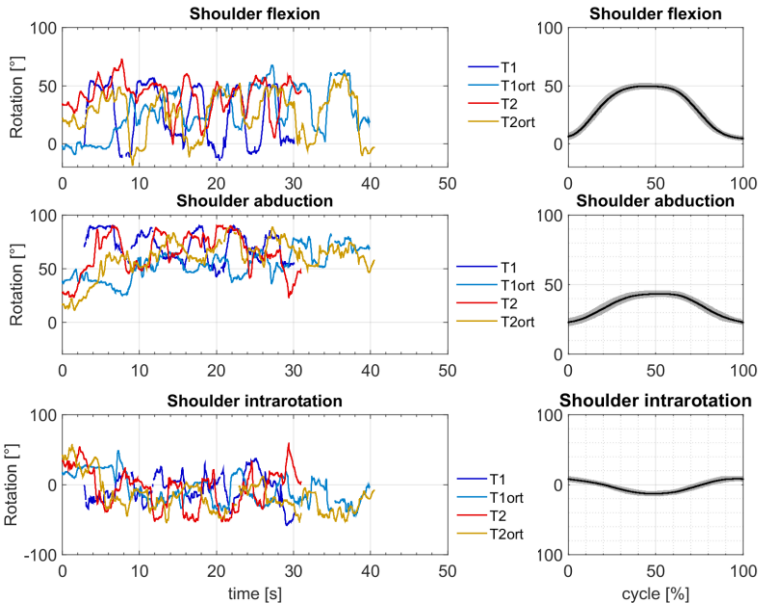 Shoulder flexion
Rotation [°]
100
50
0
0 10 20 30 40 50
T1
T1ort
T2
T2ort
Shoulder flexion
100
50
0
0 50 100
Shoulder abduction
Rotation [°]
100
50
0
0 10 20 30 40 50
T1
T1ort
T2
T2ort
Shoulder abduction
100
50
0
0 50 100
Shoulder intrarotation
Rotation [°]
100
0
-100
0 10 20 30 40 50
time [s]
T1
T1ort
T2
T2ort
Shoulder intrarotation
100
0
100
0 50 100
cycle [%]